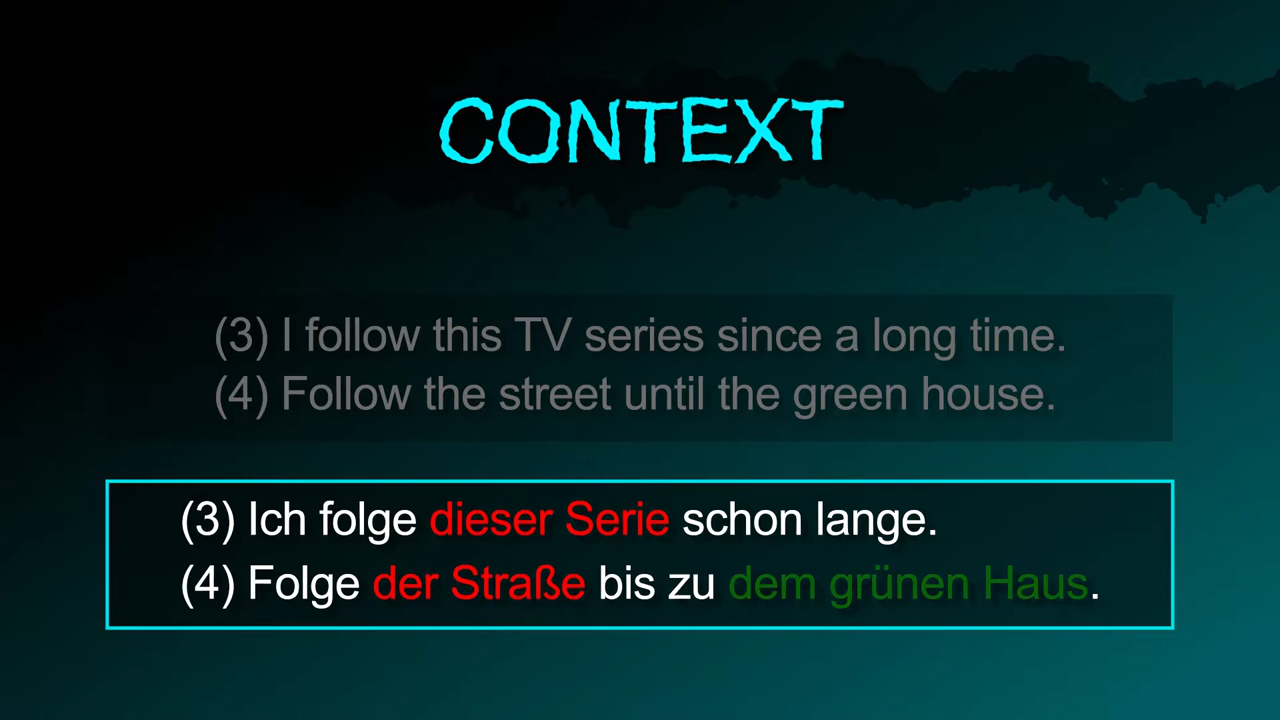 CONTEXT
(3) I follow this TV series since a long time.
(4) Follow the street until the green house.
(3) Ich folge dieser Serie schon lange.
(4) Folge der Straße bis zu dem grünen Haus.